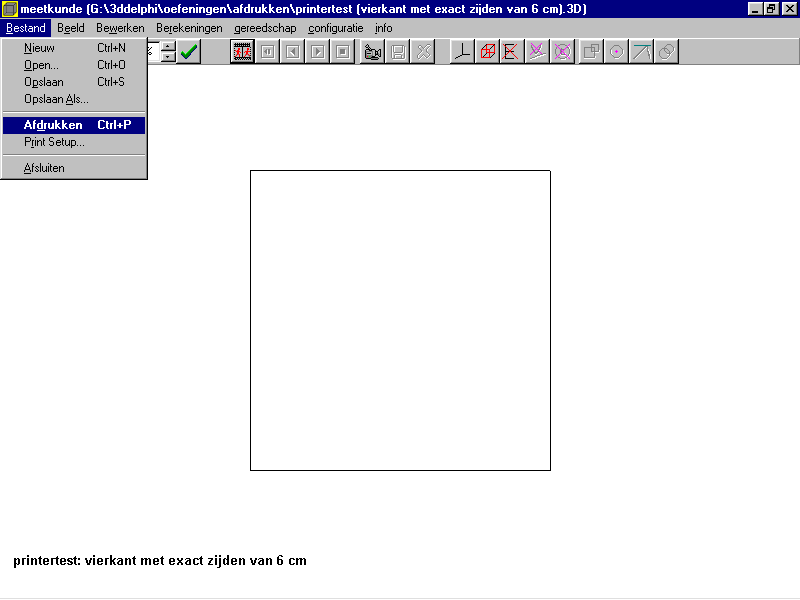 meetkunde (G:\3ddelphi\oefeningen\afdrukken\printertest (vierkant met exact zijden van 6 cm).3D)
Bestand Beeld Bewerken Berekeningen gereedschap configuratie info
Nieuw Ctrl+N
Open... Ctrl+O
Opslaan Ctrl+S
Opslaan Als...
Afdrukken Ctrl+P
Print Setup...
Afsluiten
printertest: vierkant met exact zijden van 6 cm